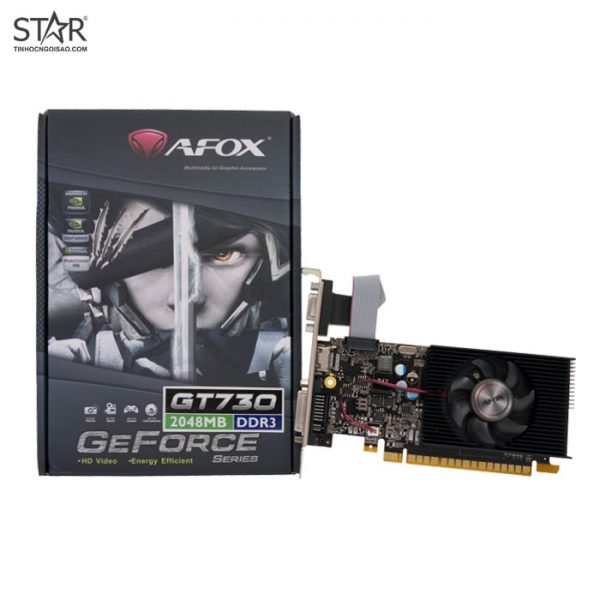 STAR
TINHOCNGOISAO.COM
AFOX
Multimedia 3D Graphic Accelerator
GT730
2048MB DDR3
GEFORCE
SERIES
•HD Video •Energy Efficient